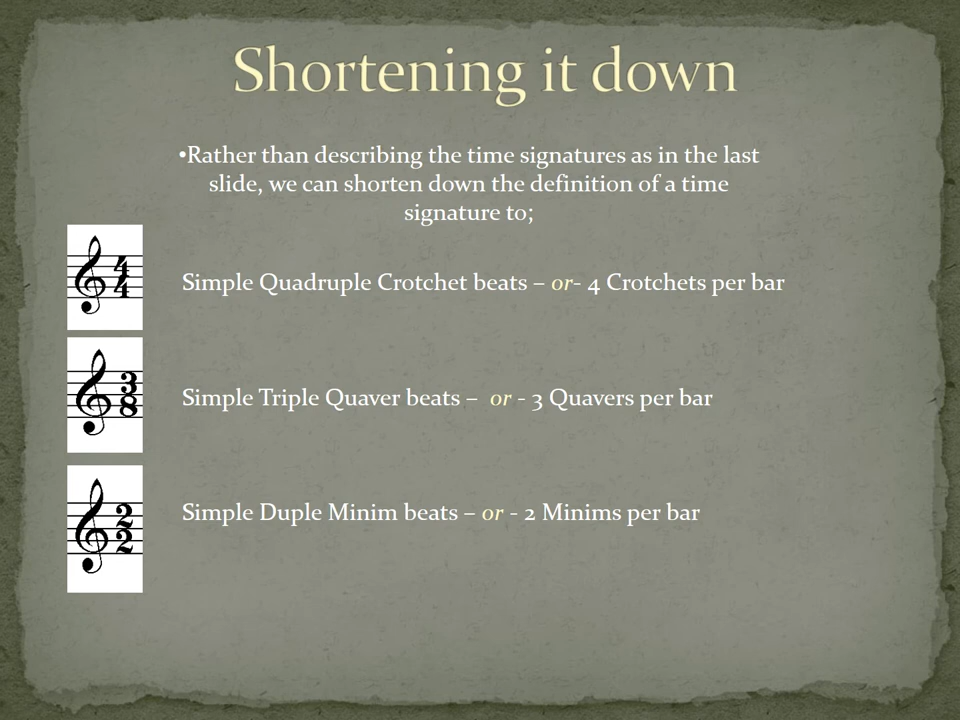 Shortening it down
•Rather than describing the time signatures as in the last
slide, we can shorten down the definition of a time
signature to;
4
4
Simple Quadruple Crotchet beats – or- 4 Crotchets per bar
3
8
Simple Triple Quaver beats –  or - 3 Quavers per bar
2
2
Simple Duple Minim beats – or - 2 Minims per bar